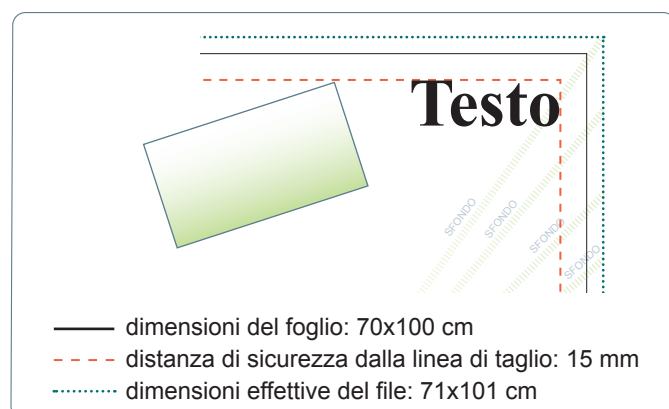 Testo
SFONDO
SFONDO
SFONDO
SFONDO
dimensioni del foglio: 70x100 cm
distanza di sicurezza dalla linea di taglio: 15 mm
dimensioni effettive del file: 71x101 cm